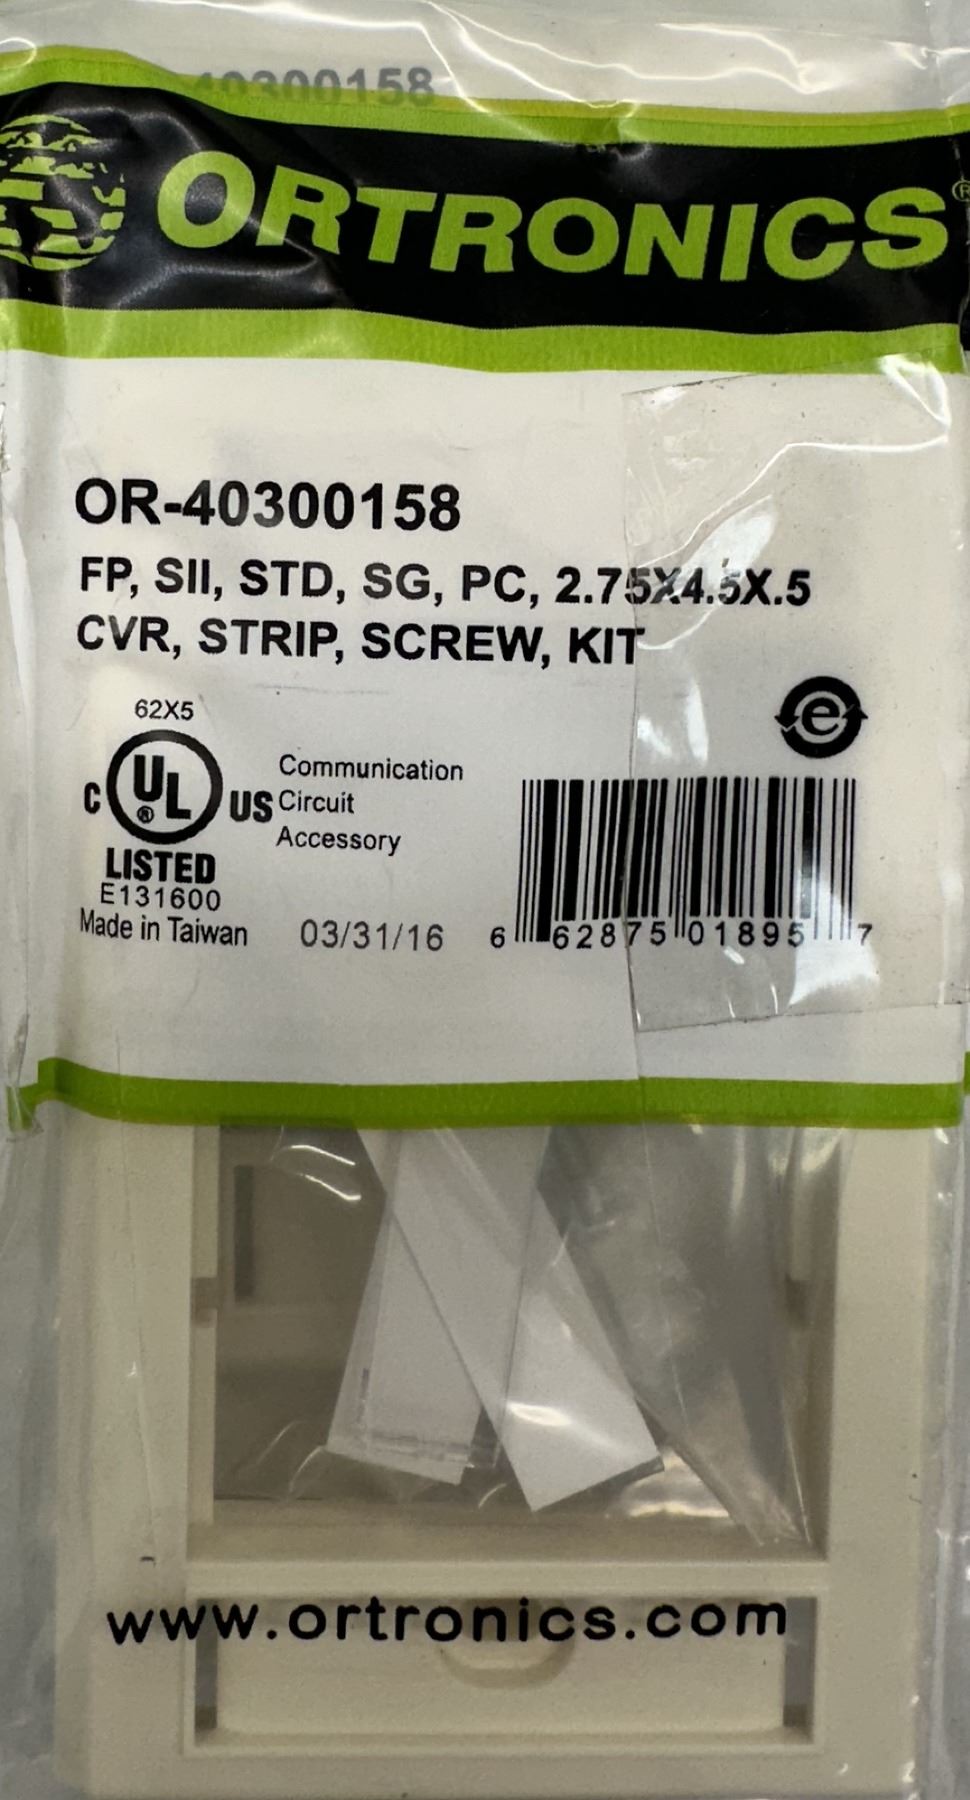 40300158
ORTRONICS®
OR-40300158
FP, SII, STD, SG, PC, 2.75X4.5X.5
CVR, STRIP, SCREW, KIT
62X5
C UL® US
LISTED
E131600
Communication
Circuit
Accessory
e
Made in Taiwan
03/31/16
6 62875 01895 7
www.ortronics.com